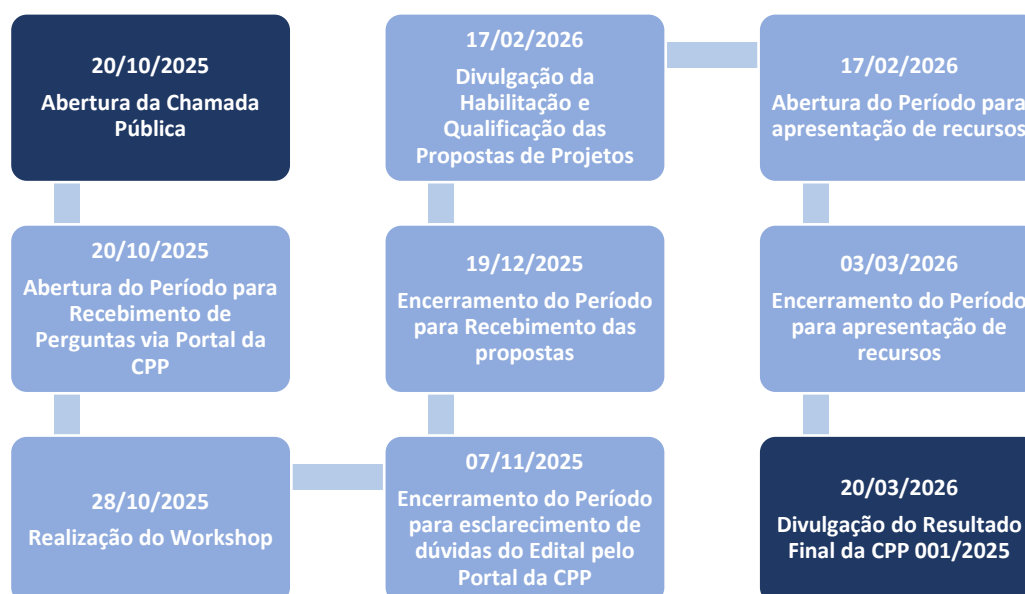 20/10/2025
Abertura da Chamada
Pública
20/10/2025
Abertura do Período para
Recebimento de
Perguntas via Portal da
CPP
28/10/2025
Realização do Workshop
07/11/2025
Encerramento do Período
para esclarecimento de
dúvidas do Edital pelo
Portal da CPP
19/12/2025
Encerramento do Período
para Recebimento das
propostas
17/02/2026
Divulgação da
Habilitação e
Qualificação das
Propostas de Projetos
17/02/2026
Abertura do Período para
apresentação de recursos
03/03/2026
Encerramento do Período
para apresentação de
recursos
20/03/2026
Divulgação do Resultado
Final da CPP 001/2025